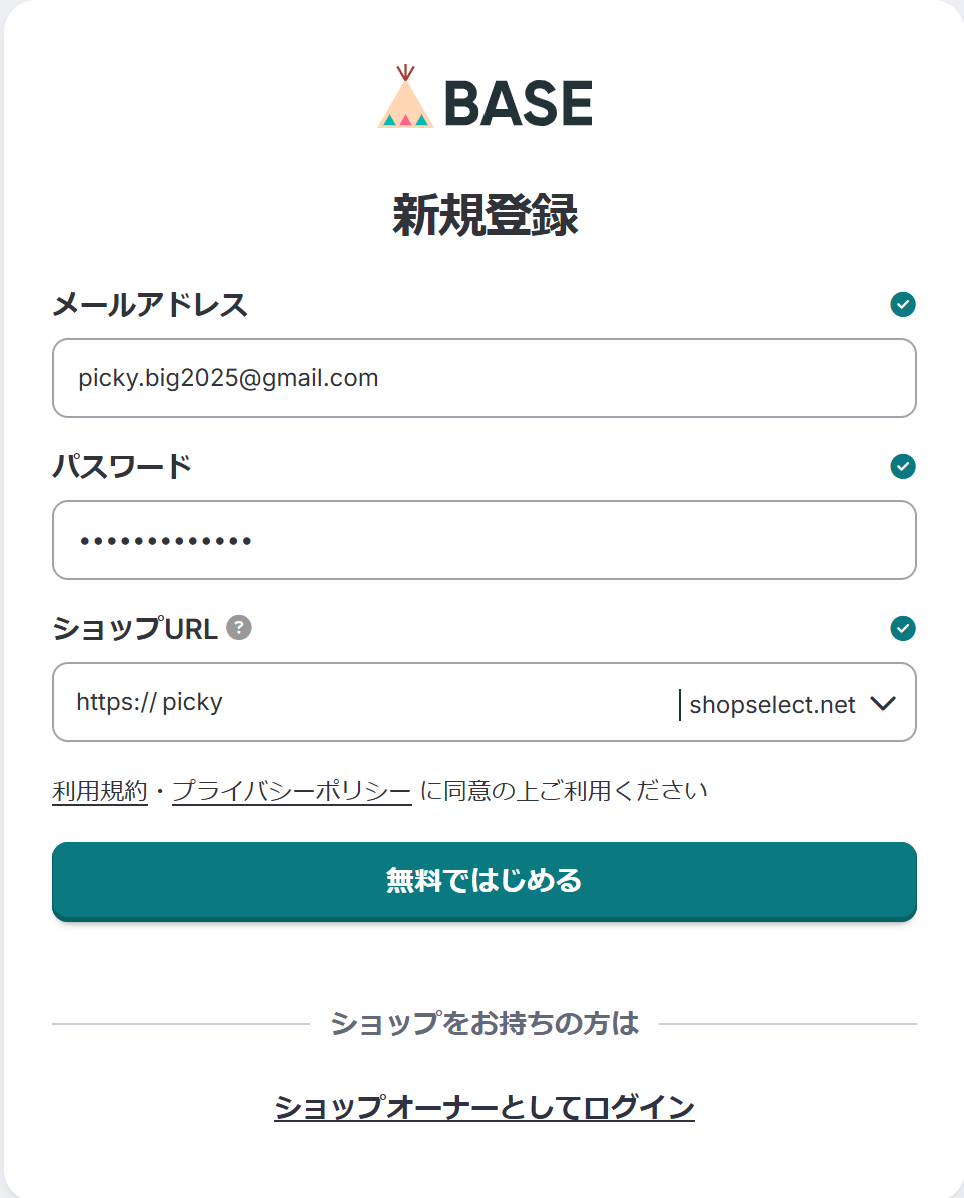 BASE
新規登録
メールアドレス
picky.big2025@gmail.com
パスワード
•••••••••••••
ショップURL ?
https:// picky shopselect.net
利用規約・プライバシーポリシー に同意の上ご利用ください
無料ではじめる
ショップをお持ちの方は
ショップオーナーとしてログイン